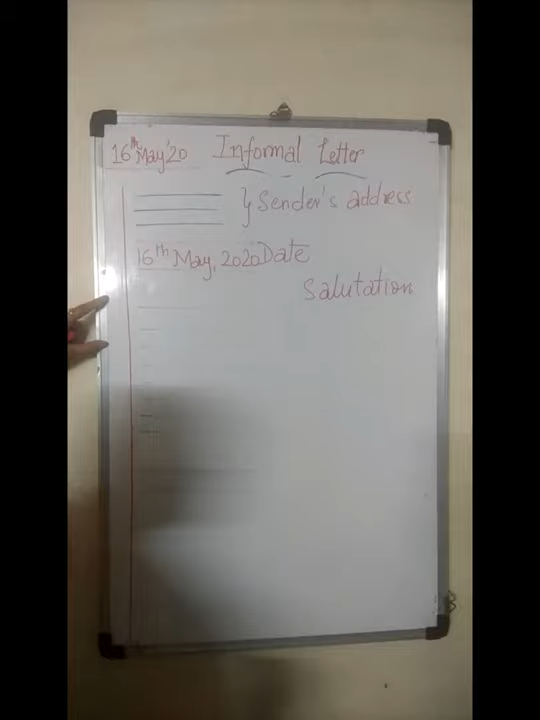 16th May'20 Informal Letter
} Sender's address
16th May, 2020 Date
Salutation